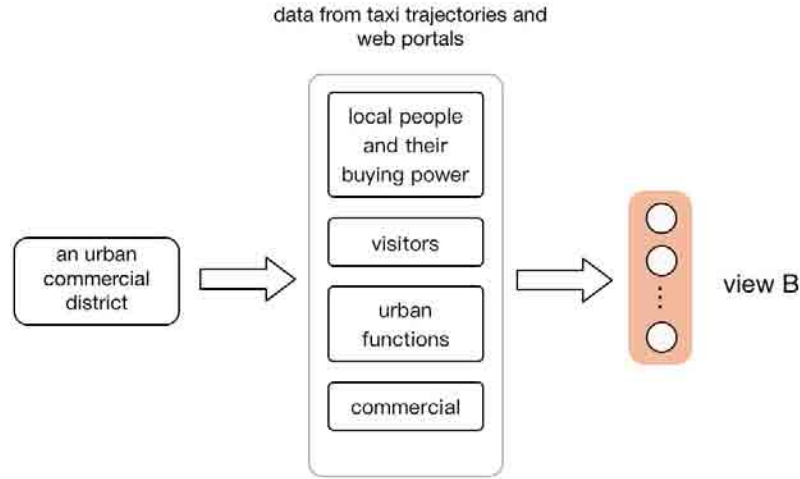 data from taxi trajectories and
web portals
local people
and their
buying power
visitors
urban
functions
commercial
an urban
commercial
district
view B